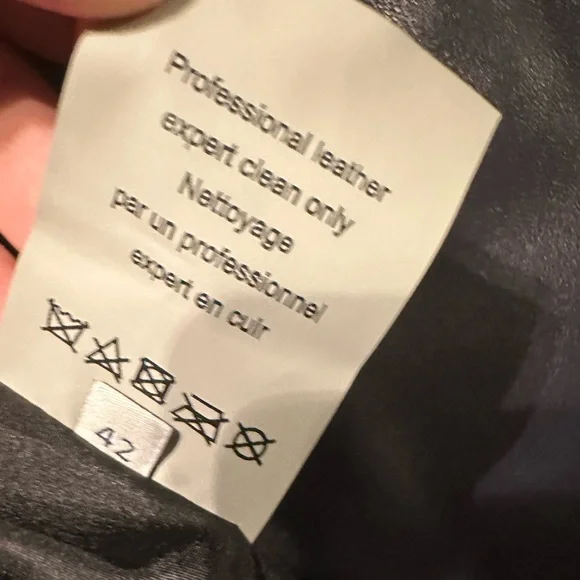 Professional leather
expert clean only
Nettoyage
par un professionnel
expert en cuir
42